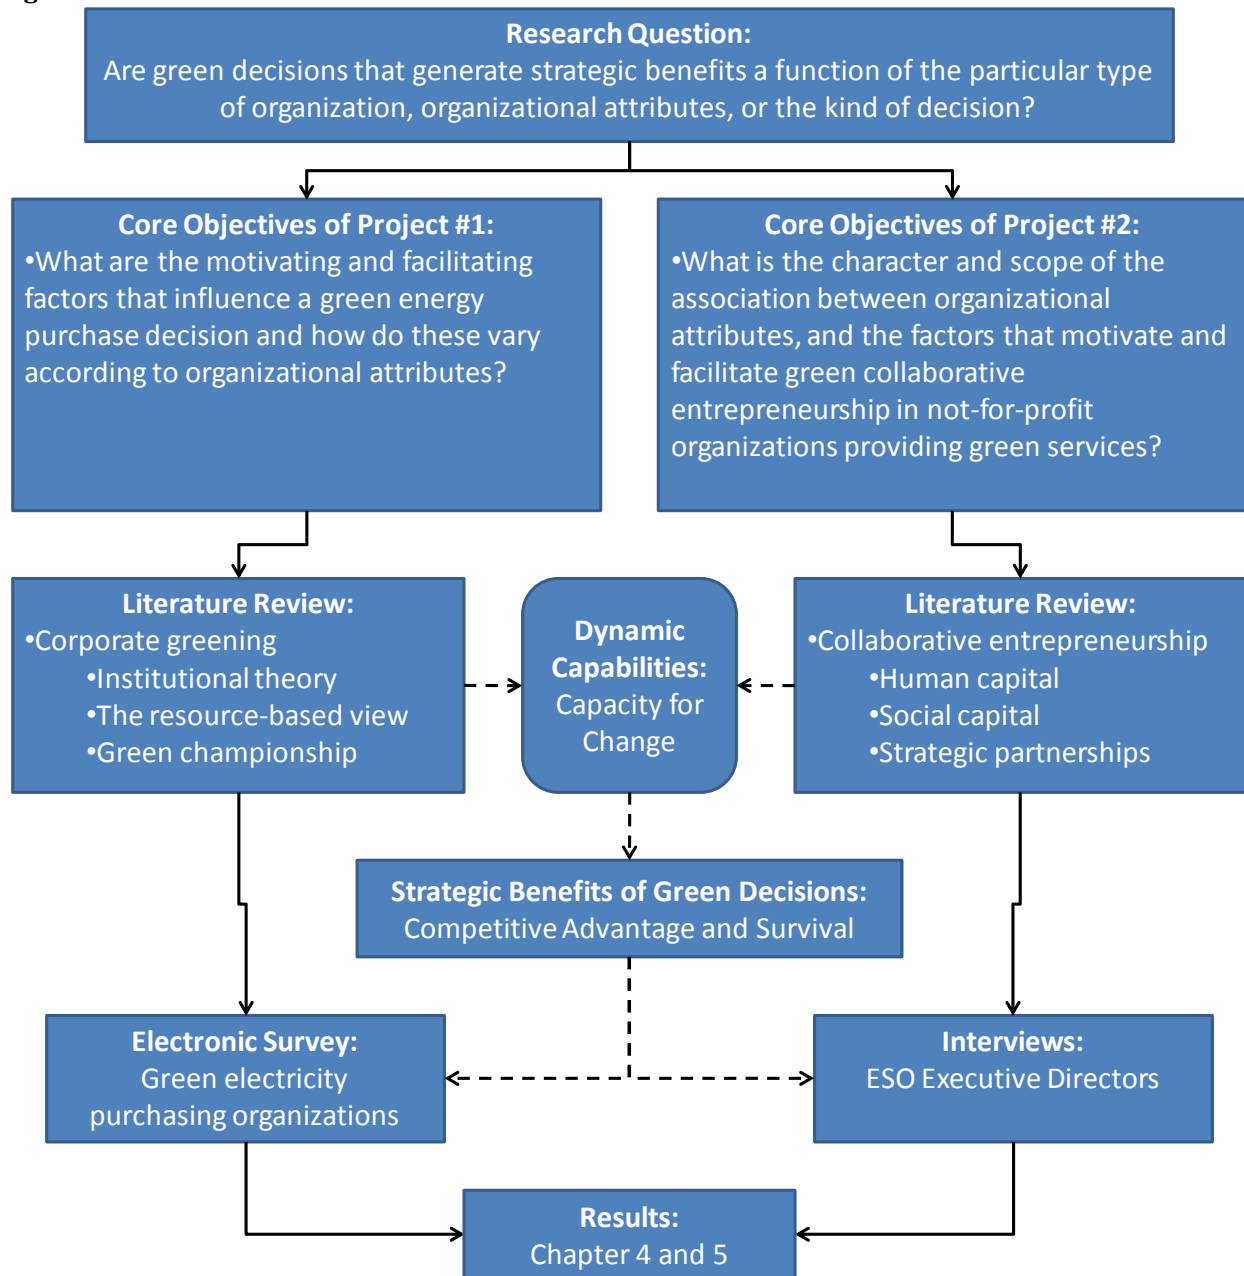 Research Question:
Are green decisions that generate strategic benefits a function of the particular type
of organization, organizational attributes, or the kind of decision?
Core Objectives of Project #1:
•What are the motivating and facilitating
factors that influence a green energy
purchase decision and how do these vary
according to organizational attributes?
Core Objectives of Project #2:
•What is the character and scope of the
association between organizational
attributes, and the factors that motivate and
facilitate green collaborative
entrepreneurship in not-for-profit
organizations providing green services?
Literature Review:
•Corporate greening
•Institutional theory
•The resource-based view
•Green championship
Dynamic
Capabilities:
Capacity for
Change
Literature Review:
•Collaborative entrepreneurship
•Human capital
•Social capital
•Strategic partnerships
Strategic Benefits of Green Decisions:
Competitive Advantage and Survival
Electronic Survey:
Green electricity
purchasing organizations
Interviews:
ESO Executive Directors
Results:
Chapter 4 and 5